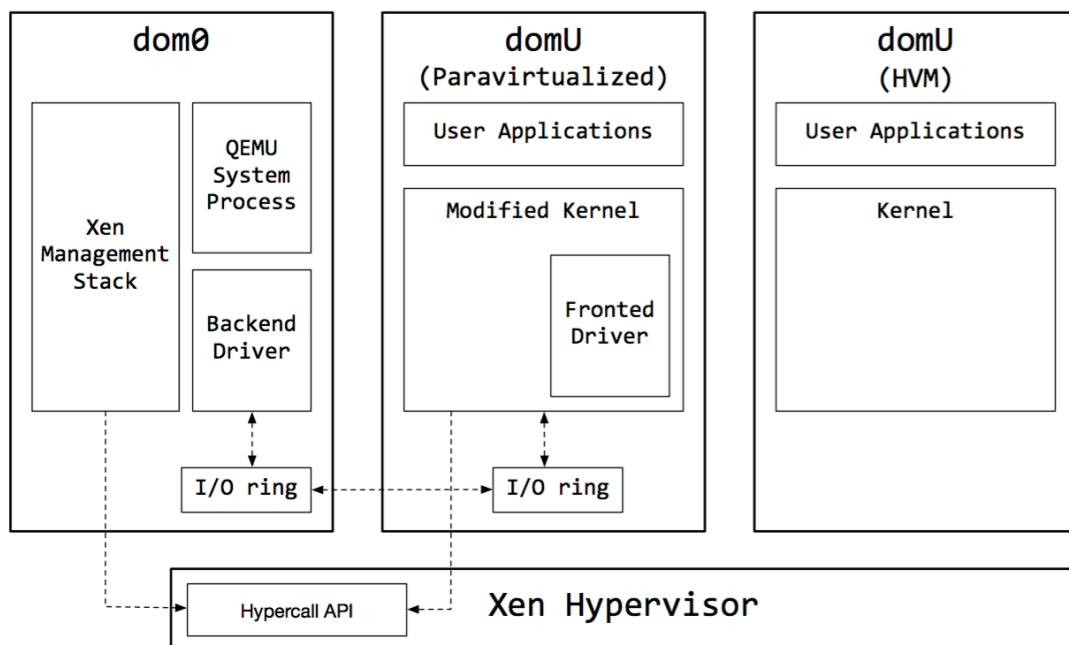 dom0
Xen
Management
Stack
QEMU
System
Process
Backend
Driver
I/O ring
domU
(Paravirtualized)
User Applications
Modified Kernel
Fronted
Driver
I/O ring
domU
(HVM)
User Applications
Kernel
Hypercall API
Xen Hypervisor